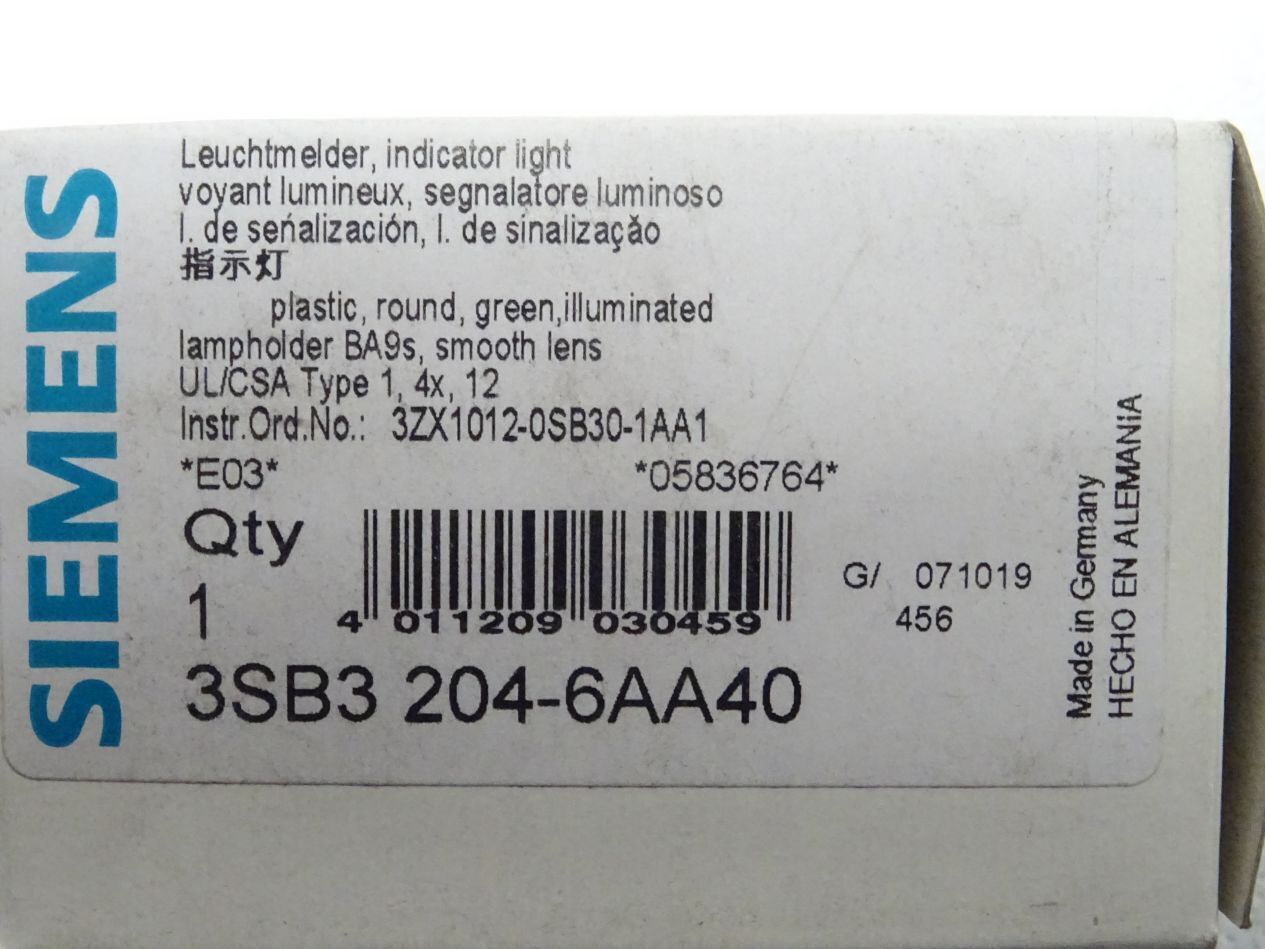 SIEMENS
Leuchtmelder, indicator light
voyant lumineux, segnalatore luminoso
l. de seńalización, l. de sinalizaçăo
指示灯
plastic, round, green,illuminated
lampholder BA9s, smooth lens
UL/CSA Type 1, 4x, 12
Instr.Ord.No.: 3ZX1012-0SB30-1AA1
*E03* *05836764*
Qty
1
4 011209 030459
G/ 071019
456
3SB3 204-6AA40
Made in Germany
HECHO EN ALEMANIA